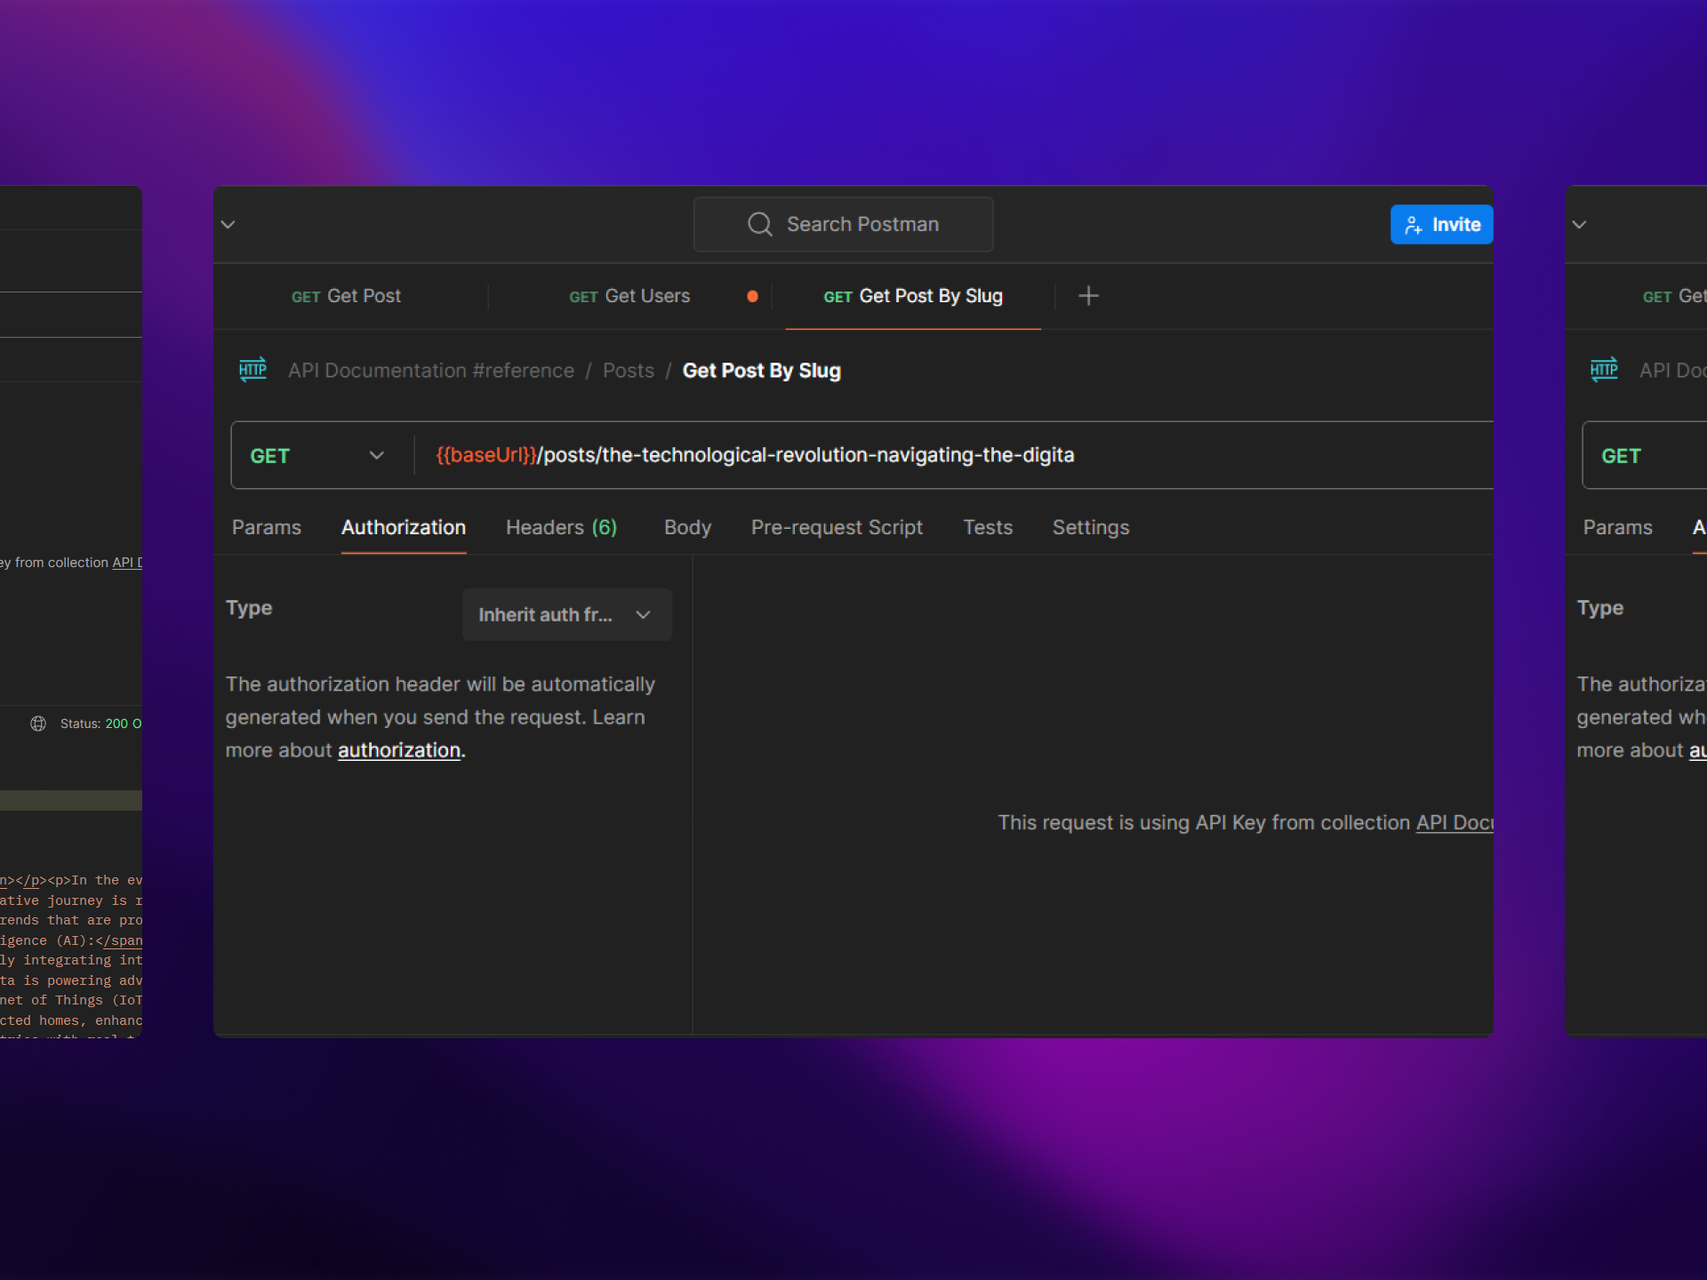 ey from collection API D
Status: 200 O
n></p><p>In the ev
ative journey is r
rends that are pro
igence (AI):</span
ly integrating int
ta is powering adv
net of Things (IoT
cted homes, enhanc
Search Postman
Invite
GET Get Post
GET Get Users
GET Get Post By Slug
HTTP API Documentation #reference / Posts / Get Post By Slug
GET {{baseUrl}}/posts/the-technological-revolution-navigating-the-digita
Params Authorization Headers (6) Body Pre-request Script Tests Settings
Type
Inherit auth fr...
The authorization header will be automatically
generated when you send the request. Learn
more about authorization.
This request is using API Key from collection API Docu
GET Get
HTTP API Doc
GET
Params A
Type
The authoriza
generated wh
more about au